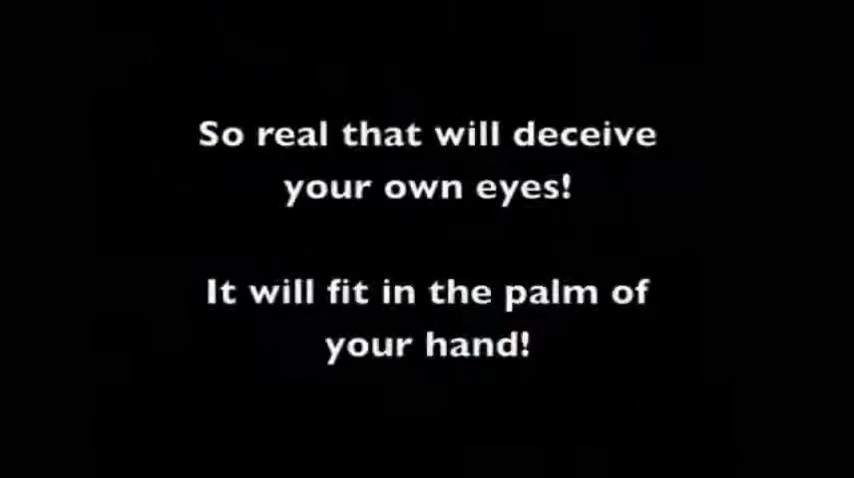 So real that will deceive
your own eyes!
It will fit in the palm of
your hand!